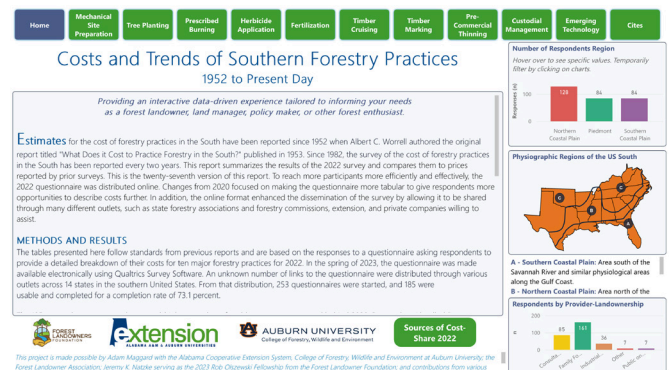 Home
Mechanical
Site
Preparation
Tree Planting
Prescribed
Burning
Herbicide
Application
Fertilization
Timber
Cruising
Timber
Marking
Pre-
Commercial
Thinning
Custodial
Management
Emerging
Technology
Cites
Costs and Trends of Southern Forestry Practices
1952 to Present Day
Providing an interactive data-driven experience tailored to informing your needs
as a forest landowner, land manager, policy maker, or other forest enthusiast.
Estimates for the cost of forestry practices in the South have been reported since 1952 when Albert C. Worrell authored the original
report titled "What Does it Cost to Practice Forestry in the South?" published in 1953. Since 1982, the survey of the cost of forestry practices
in the South has been reported every two years. This report summarizes the results of the 2022 survey and compares them to prices
reported by prior surveys. This is the twenty-seventh version of this report. To reach more participants more efficiently and effectively, the
2022 questionnaire was distributed online. Changes from 2020 focused on making the questionnaire more tabular to give respondents more
opportunities to describe costs further. In addition, the online format enhanced the dissemination of the survey by allowing it to be shared
through many different outlets, such as state forestry associations and forestry commissions, extension, and private companies willing to
assist.
METHODS AND RESULTS
The tables presented here follow standards from previous reports and are based on the responses to a questionnaire asking respondents to
provide a detailed breakdown of their costs for ten major forestry practices for 2022. In the spring of 2023, the questionnaire was made
available electronically using Qualtrics Survey Software. An unknown number of links to the questionnaire were distributed through various
outlets across 14 states in the southern United States. From that distribution, 253 questionnaires were started, and 185 were
usable and completed for a completion rate of 73.1 percent.
Number of Respondents Region
Hover over to see specific values. Temporarily
filter by clicking on charts.
Responses (n)
100
0
128
86
84
Northern
Coastal Plain
Piedmont
Southern
Coastal Plain
Physiographic Regions of the US South
C
C
B
A
A - Southern Coastal Plain: Area south of the
Savannah River and similar physiological areas
along the Gulf Coast.
B - Northern Coastal Plain: Area north of the
Respondents by Provider-Landownership
n
200
100
0
85
161
36
7
7
Consulta...
Family Fo...
Industrial...
Other
Public on...
FOREST
LANDOWNERS
FOUNDATION
extension
ALABAMA A & M AUBURN UNIVERSITIES
AUBURN UNIVERSITY
College of Forestry, Wildlife and Environment
Sources of Cost-
Share 2022
This project is made possible by Adam Maggard with the Alabama Cooperative Extension System, College of Forestry, Wildlife and Environment at Auburn University; the
Forest Landowner Association; Jeremy K. Natzke serving as the 2023 Rob Olszewski Fellowship from the Forest Landowner Foundation; and contributions from various